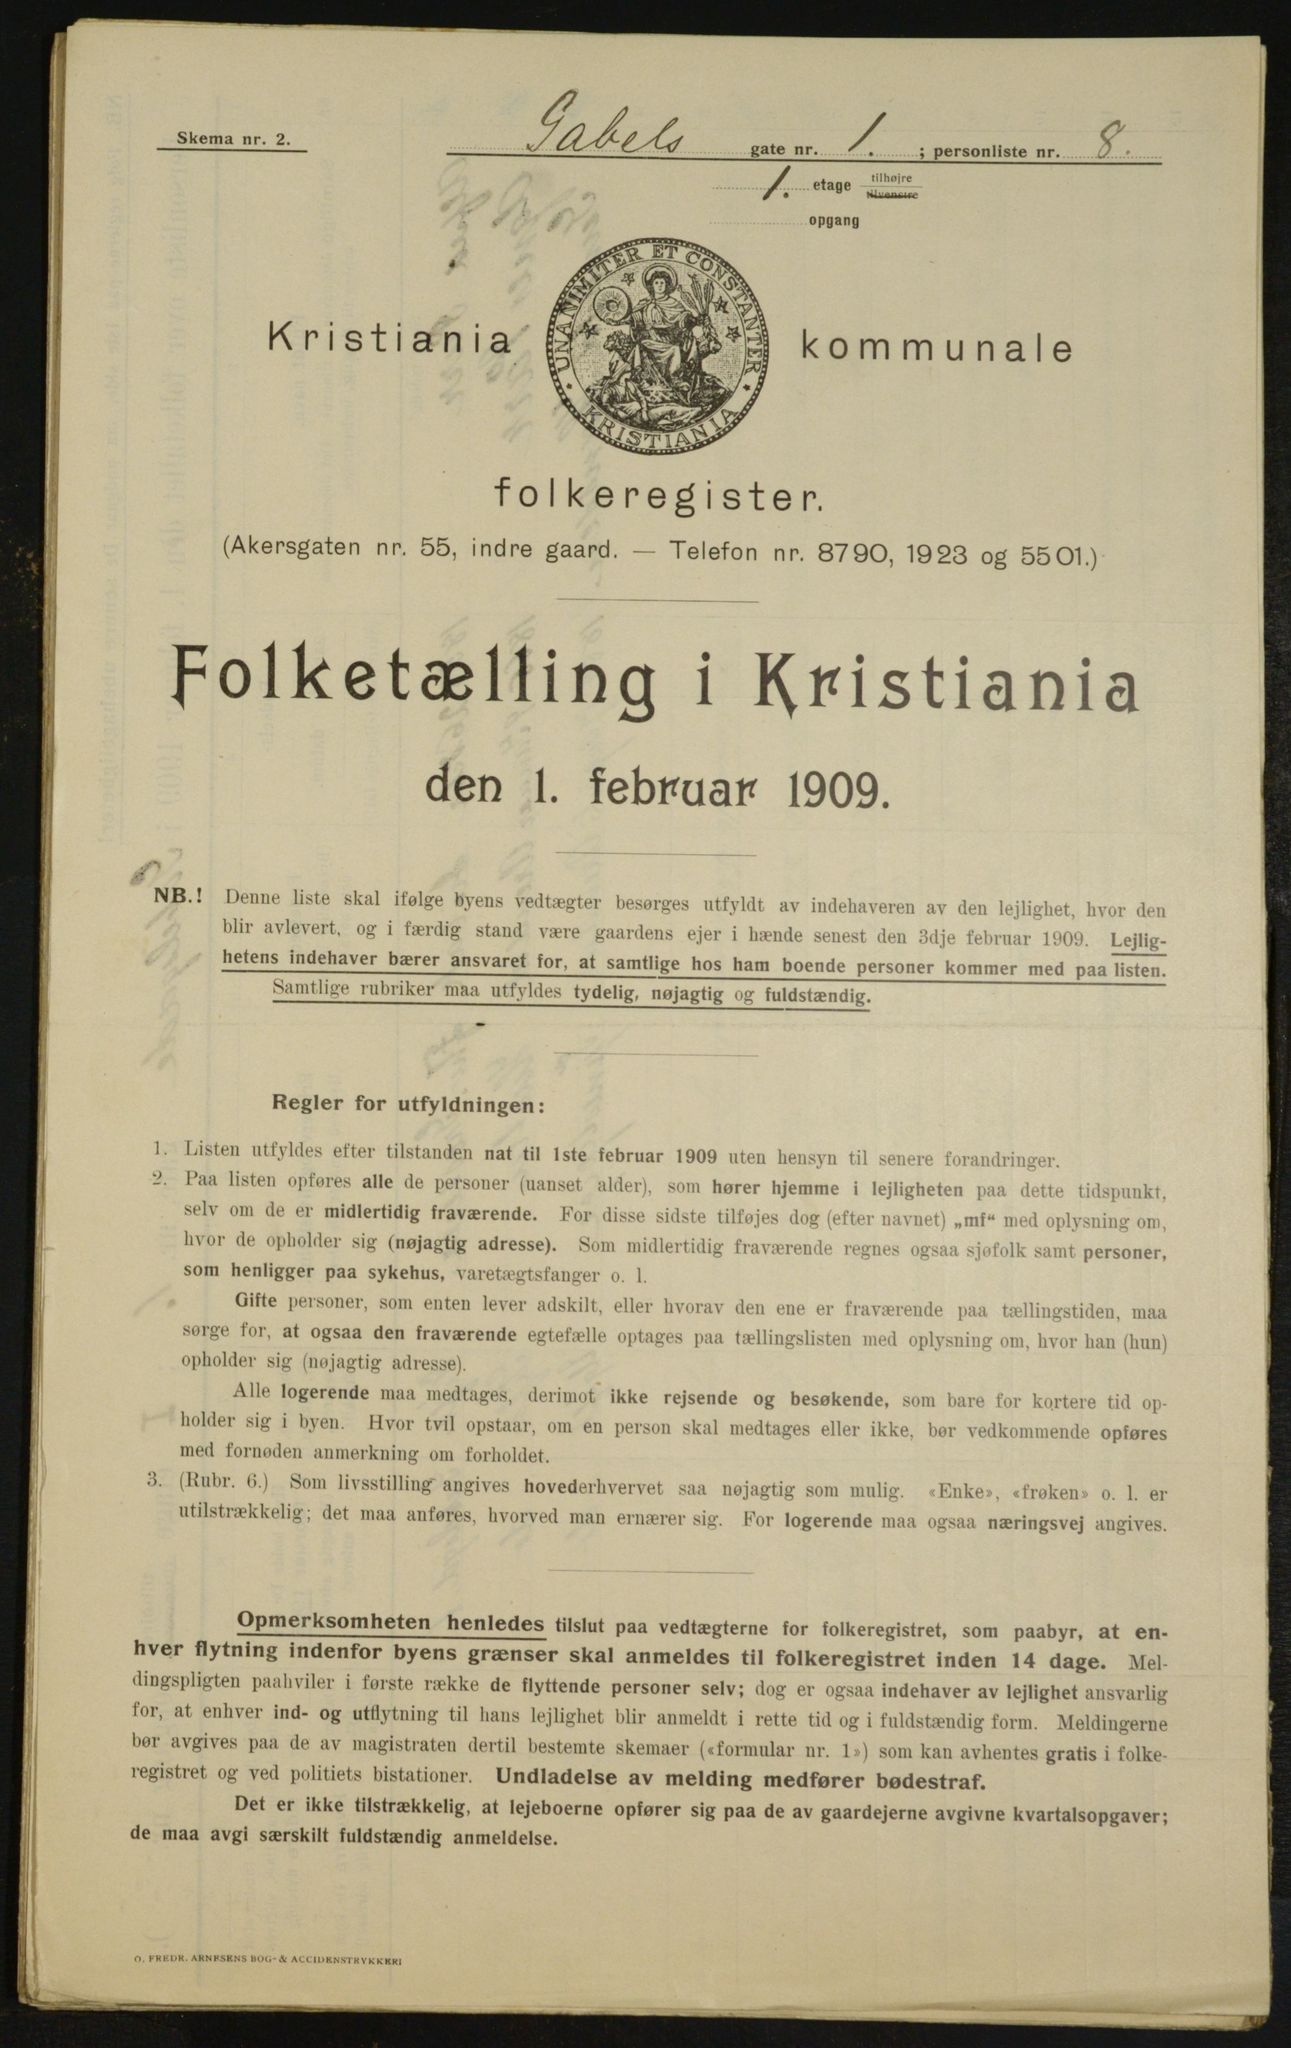 Skema nr. 2.
Gabels gate nr. 1. ; personliste nr. 8.
1. etage tilhøjre
tilvenstre
opgang
UNANIMITER ET CONSTANTER
KRISTIANIA
Kristiania kommunale
folkeregister.
(Akersgaten nr. 55, indre gaard. — Telefon nr. 8790, 1923 og 5501.)
Folketælling i Kristiania
den 1. februar 1909.
NB.! Denne liste skal ifølge byens vedtægter besørges utfyldt av indehaveren av den lejlighet, hvor den
blir avlevert, og i færdig stand være gaardens ejer i hænde senest den 3dje februar 1909. Lejlig-
hetens indehaver bærer ansvaret for, at samtlige hos ham boende personer kommer med paa listen.
Samtlige rubriker maa utfyldes tydelig, nøjagtig og fuldstændig.
Regler for utfyldningen:
1. Listen utfyldes efter tilstanden nat til 1ste februar 1909 uten hensyn til senere forandringer.
2. Paa listen opføres alle de personer (uanset alder), som hører hjemme i lejligheten paa dette tidspunkt,
selv om de er midlertidig fraværende. For disse sidste tilføjes dog (efter navnet) „mf“ med oplysning om,
hvor de opholder sig (nøjagtig adresse). Som midlertidig fraværende regnes ogsaa sjøfolk samt personer,
som henligger paa sykehus, varetægtsfanger o. l.
Gifte personer, som enten lever adskilt, eller hvorav den ene er fraværende paa tællingstiden, maa
sørge for, at ogsaa den fraværende egtefælle optages paa tællingslisten med oplysning om, hvor han (hun)
opholder sig (nøjagtig adresse).
Alle logerende maa medtages, derimot ikke rejsende og besøkende, som bare for kortere tid op-
holder sig i byen. Hvor tvil opstaar, om en person skal medtages eller ikke, bør vedkommende opføres
med fornøden anmerkning om forholdet.
3. (Rubr. 6.) Som livsstilling angives hovederhvervet saa nøjagtig som mulig. «Enke», «frøken» o. l. er
utilstrækkelig; det maa anføres, hvorved man ernærer sig. For logerende maa ogsaa næringsvej angives.
Opmerksomheten henledes tilslut paa vedtægterne for folkeregistret, som paabyr, at en-
hver flytning indenfor byens grænser skal anmeldes til folkeregistret inden 14 dage. Mel-
dingspligten paahviler i første række de flyttende personer selv; dog er ogsaa indehaver av lejlighet ansvarlig
for, at enhver ind- og utflytning til hans lejlighet blir anmeldt i rette tid og i fuldstændig form. Meldingerne
bør avgives paa de av magistraten dertil bestemte skemaer («formular nr. 1») som kan avhentes gratis i folke-
registret og ved politiets bistationer. Undladelse av melding medfører bødestraf.
Det er ikke tilstrækkelig, at lejeboerne opfører sig paa de av gaardejerne avgivne kvartalsopgaver;
de maa avgi særskilt fuldstændig anmeldelse.
O. FREDR. ARNESENS BOG- & ACCIDENSTRYKKERI